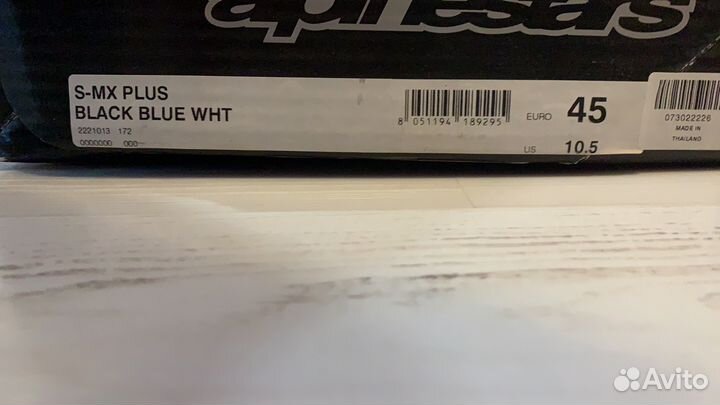 alpinestars
S-MX PLUS
BLACK BLUE WHT
2221013 172
0000000 000
8 051194 189295
EURO 45
US 10.5
073022226
MADE IN
THAILAND
Avito